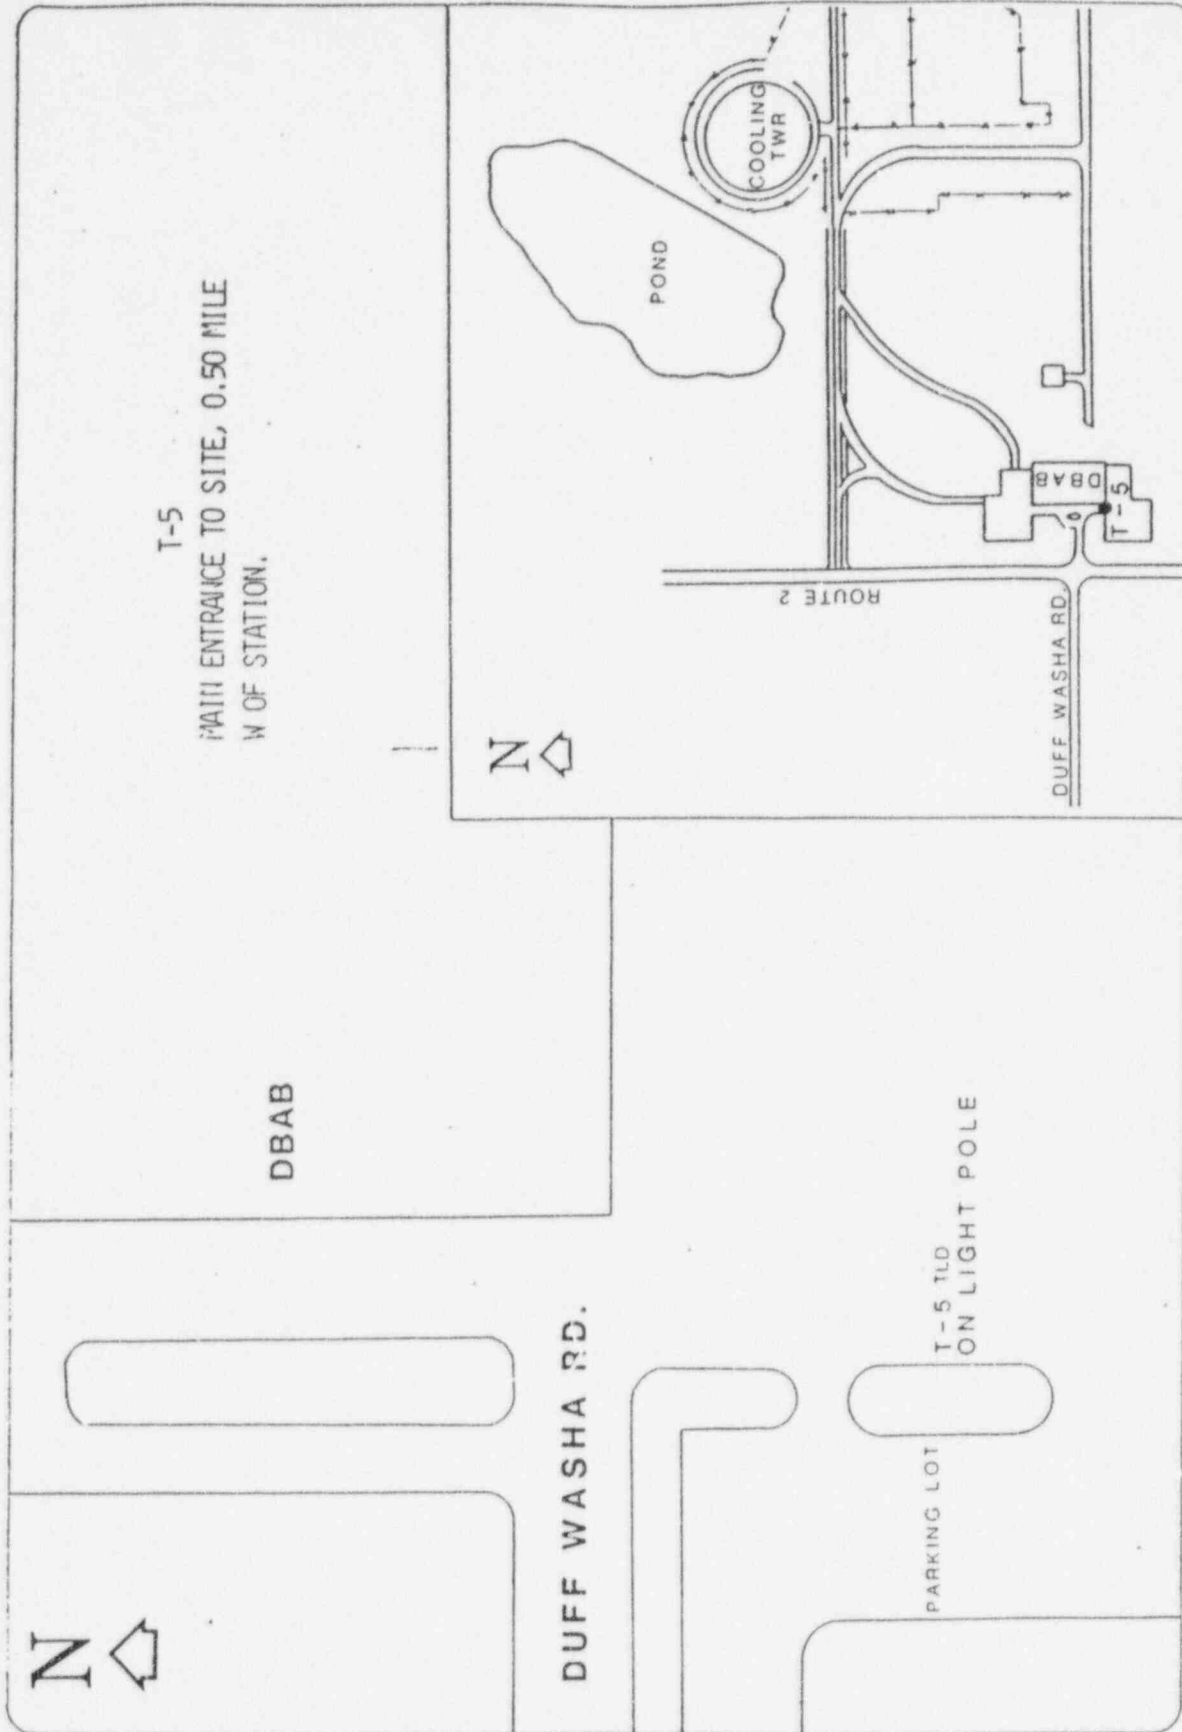 T-5
MAIN ENTRANCE TO SITE, 0.50 MILE
W OF STATION.
N
DBAB
DUFF WASHA RD.
T-5 TLD
ON LIGHT POLE
PARKING LOT
N
COOLING
TWR
POND
ROUTE 2
DBAB
T-5
DUFF WASHA RD.